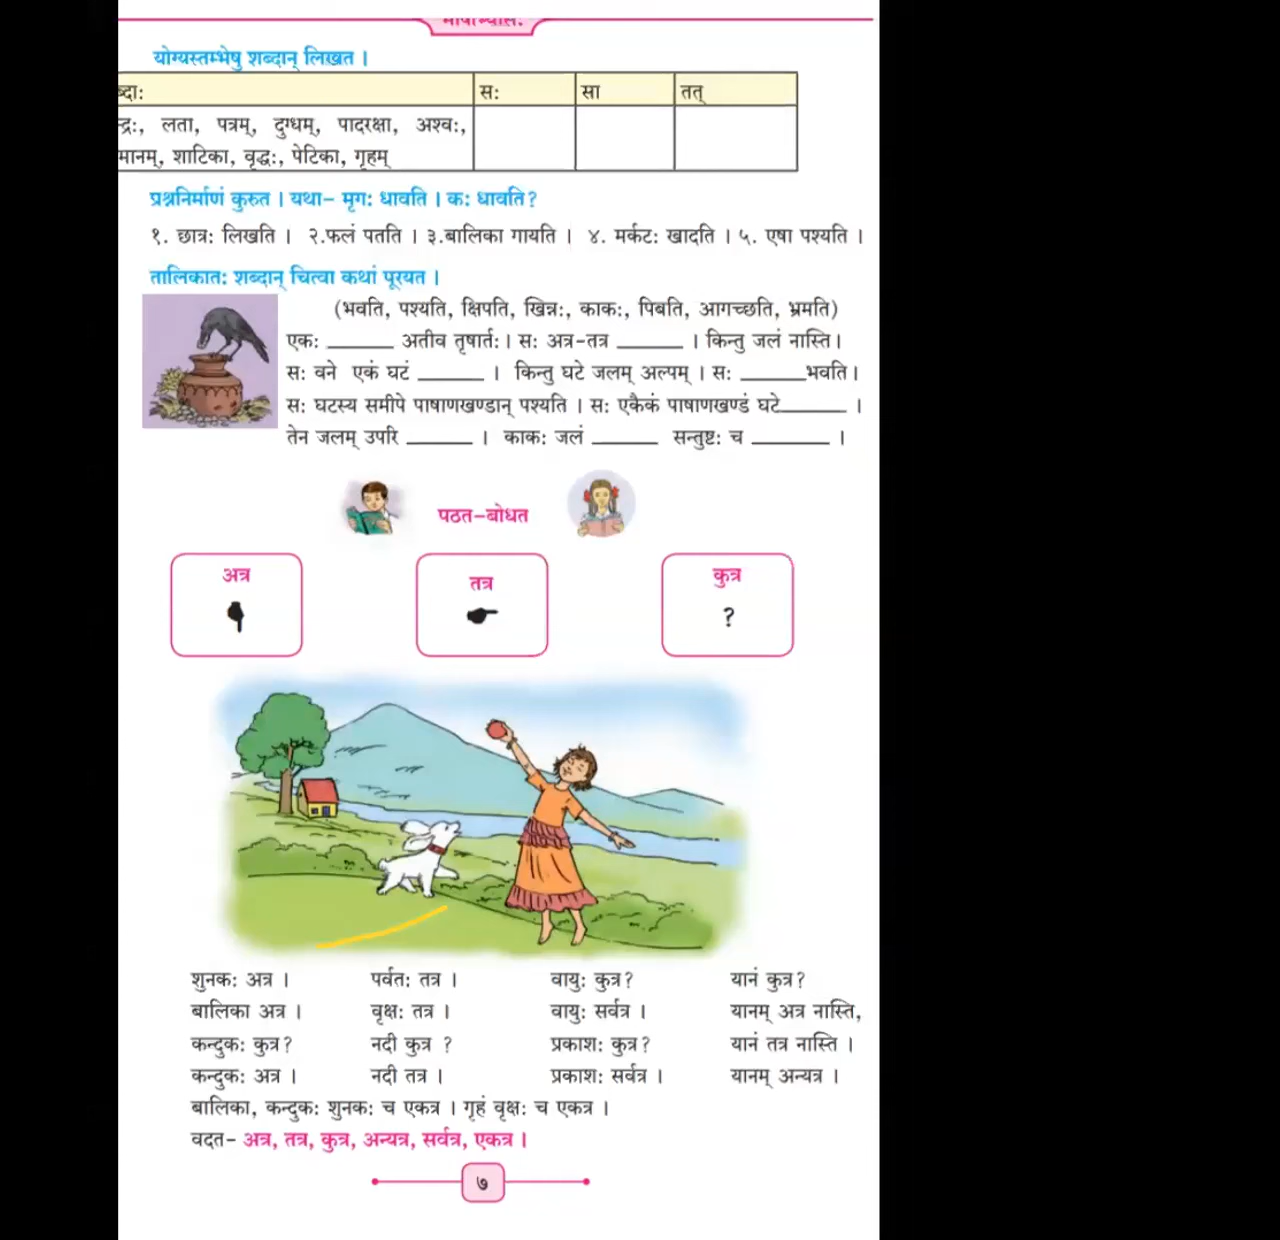 भाषाभ्यासः
योग्यस्तम्भेषु शब्दान् लिखत ।
ब्दाः सः सा तत्
न्द्रः, लता, पत्रम्, दुग्धम्, पादरक्षा, अश्वः,
मानम्, शाटिका, वृद्धः, पेटिका, गृहम्
प्रश्ननिर्माणं कुरुत । यथा- मृगः धावति । कः धावति?
१. छात्रः लिखति । २.फलं पतति । ३.बालिका गायति । ४. मर्कटः खादति । ५. एषा पश्यति ।
तालिकातः शब्दान् चित्वा कथां पूरयत ।
(भवति, पश्यति, क्षिपति, खिन्नः, काकः, पिबति, आगच्छति, भ्रमति)
एकः ______ अतीव तृषार्तः । सः अत्र-तत्र ______ । किन्तु जलं नास्ति ।
सः वने एकं घटं ______ । किन्तु घटे जलम् अल्पम् । सः ______भवति ।
सः घटस्य समीपे पाषाणखण्डान् पश्यति । सः एकैकं पाषाणखण्डं घटे______ ।
तेन जलम् उपरि ______ । काकः जलं ______ सन्तुष्टः च _______ ।
पठत-बोधत
अत्र तत्र कुत्र
?
शुनकः अत्र । पर्वतः तत्र । वायुः कुत्र? यानं कुत्र?
बालिका अत्र । वृक्षः तत्र । वायुः सर्वत्र । यानम् अत्र नास्ति,
कन्दुकः कुत्र? नदी कुत्र ? प्रकाशः कुत्र? यानं तत्र नास्ति ।
कन्दुकः अत्र । नदी तत्र । प्रकाशः सर्वत्र । यानम् अन्यत्र ।
बालिका, कन्दुकः शुनकः च एकत्र । गृहं वृक्षः च एकत्र ।
वदत- अत्र, तत्र, कुत्र, अन्यत्र, सर्वत्र, एकत्र ।
७